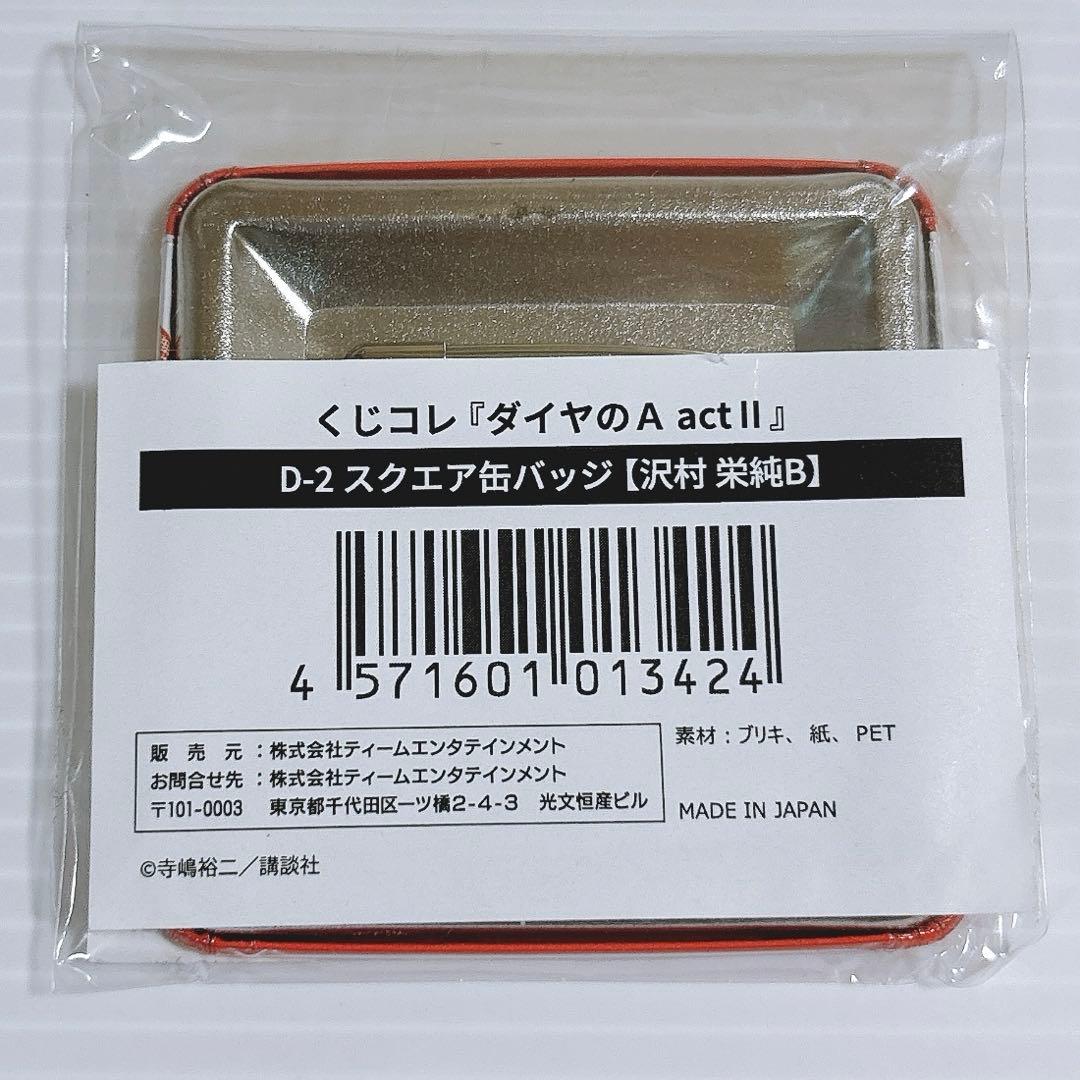 くじコレ『ダイヤのA actⅡ』
D-2 スクエア缶バッジ【沢村 栄純B】
4 571601 013424
販売元：株式会社ティームエンタテインメント
お問合せ先：株式会社ティームエンタテインメント
〒101-0003 東京都千代田区一ツ橋2-4-3 光文恒産ビル
素材：ブリキ、紙、PET
MADE IN JAPAN
©寺嶋裕二／講談社